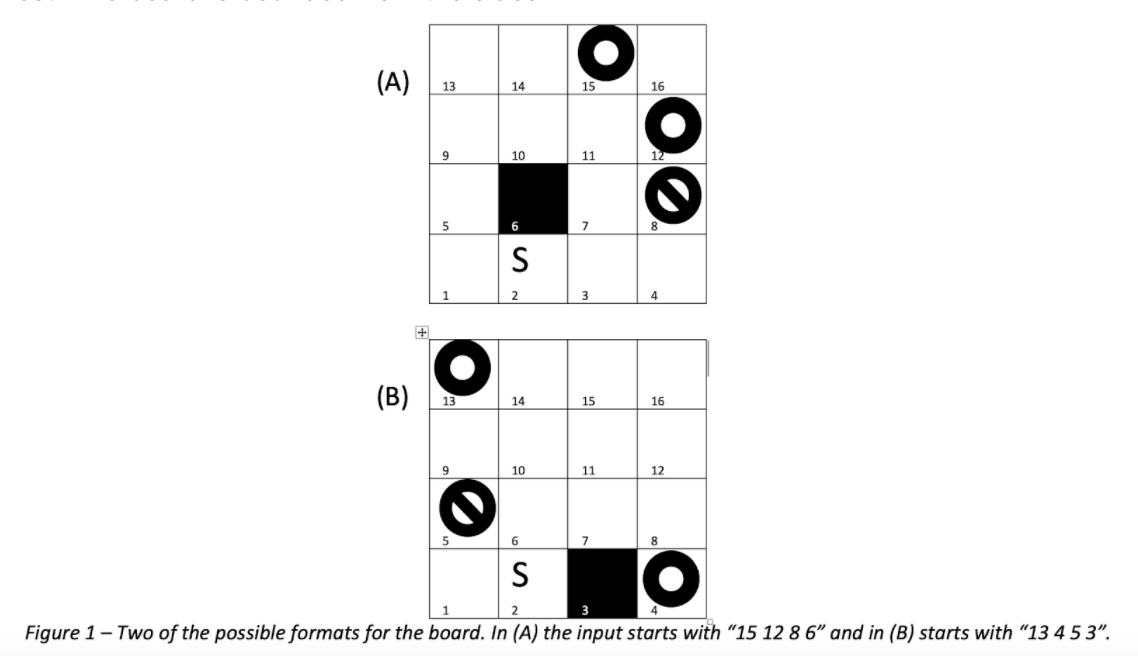 (A)
13 14 15 16
9 10 11 12
5 6 7 8
S
1 2 3 4
(B)
13 14 15 16
9 10 11 12
5 6 7 8
S
1 2 3 4
Figure 1 – Two of the possible formats for the board. In (A) the input starts with “15 12 8 6” and in (B) starts with “13 4 5 3”.